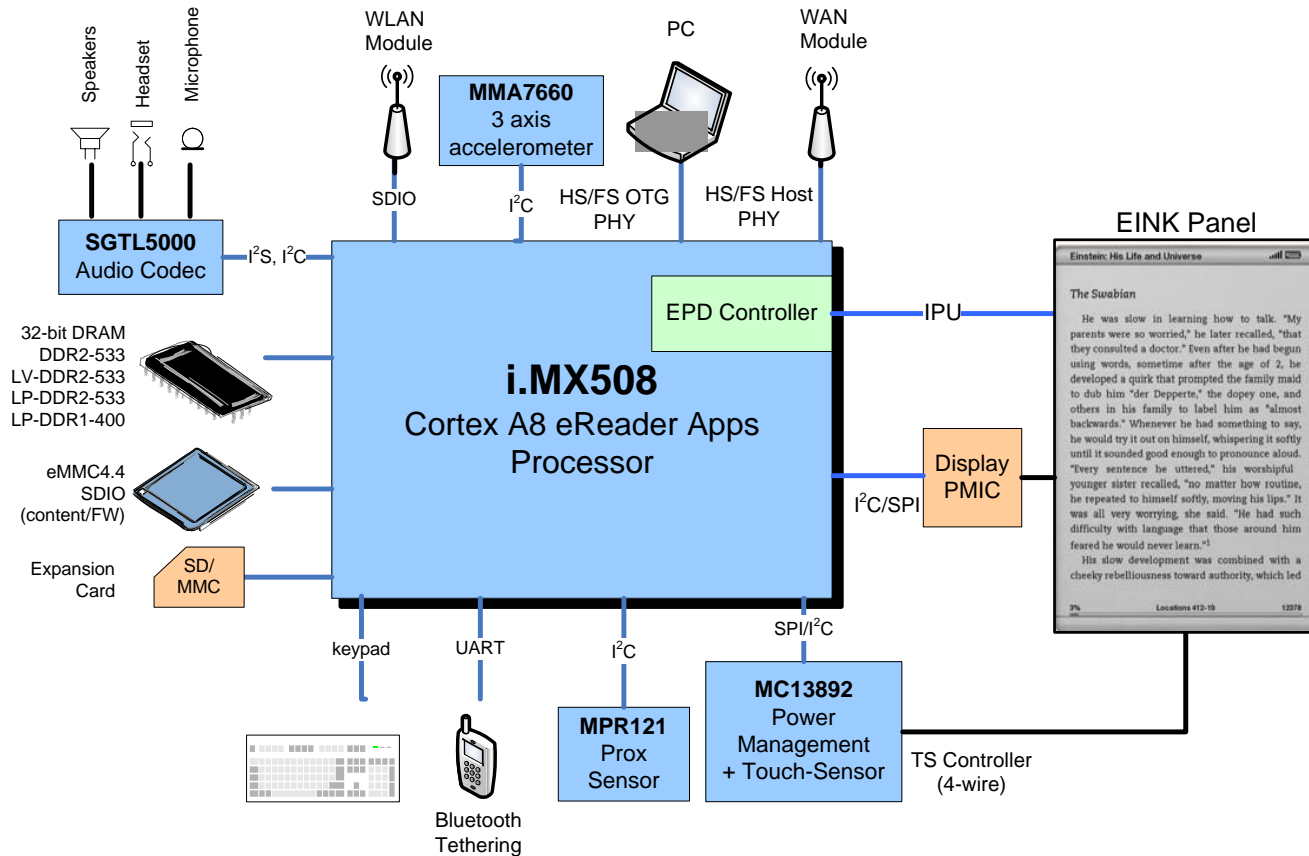 Speakers
Headset
Microphone
WLAN
Module
MMA7660
3 axis
accelerometer
PC
WAN
Module
SDIO
I²C
HS/FS OTG
PHY
HS/FS Host
PHY
SGTL5000
Audio Codec
I²S, I²C
32-bit DRAM
DDR2-533
LV-DDR2-533
LP-DDR2-533
LP-DDR1-400
eMMC4.4
SDIO
(content/FW)
Expansion
Card
SD/
MMC
EPD Controller
i.MX508
Cortex A8 eReader Apps
Processor
IPU
I²C/SPI
Display
PMIC
EINK Panel
Einstein: His Life and Universe
The Swabian
He was slow in learning how to talk. "My
parents were so worried," he later recalled, "that
they consulted a doctor." Even after he had begun
using words, sometime after the age of 2, he
developed a quirk that prompted the family maid
to dub him "der Depperte," the dopey one, and
others in his family to label him as "almost
backwards." Whenever he had something to say,
he would try it out on himself, whispering it softly
until it sounded good enough to pronounce aloud.
"Every sentence he uttered," his worshipful
younger sister recalled, "no matter how routine,
he repeated to himself softly, moving his lips." It
was all very worrying, she said. "He had such
difficulty with language that those around him
feared he would never learn."¹
His slow development was combined with a
cheeky rebelliousness toward authority, which led
3%
Locations 412-19
12378
keypad
UART
I²C
SPI/I²C
Bluetooth
Tethering
MPR121
Prox
Sensor
MC13892
Power
Management
+ Touch-Sensor
TS Controller
(4-wire)